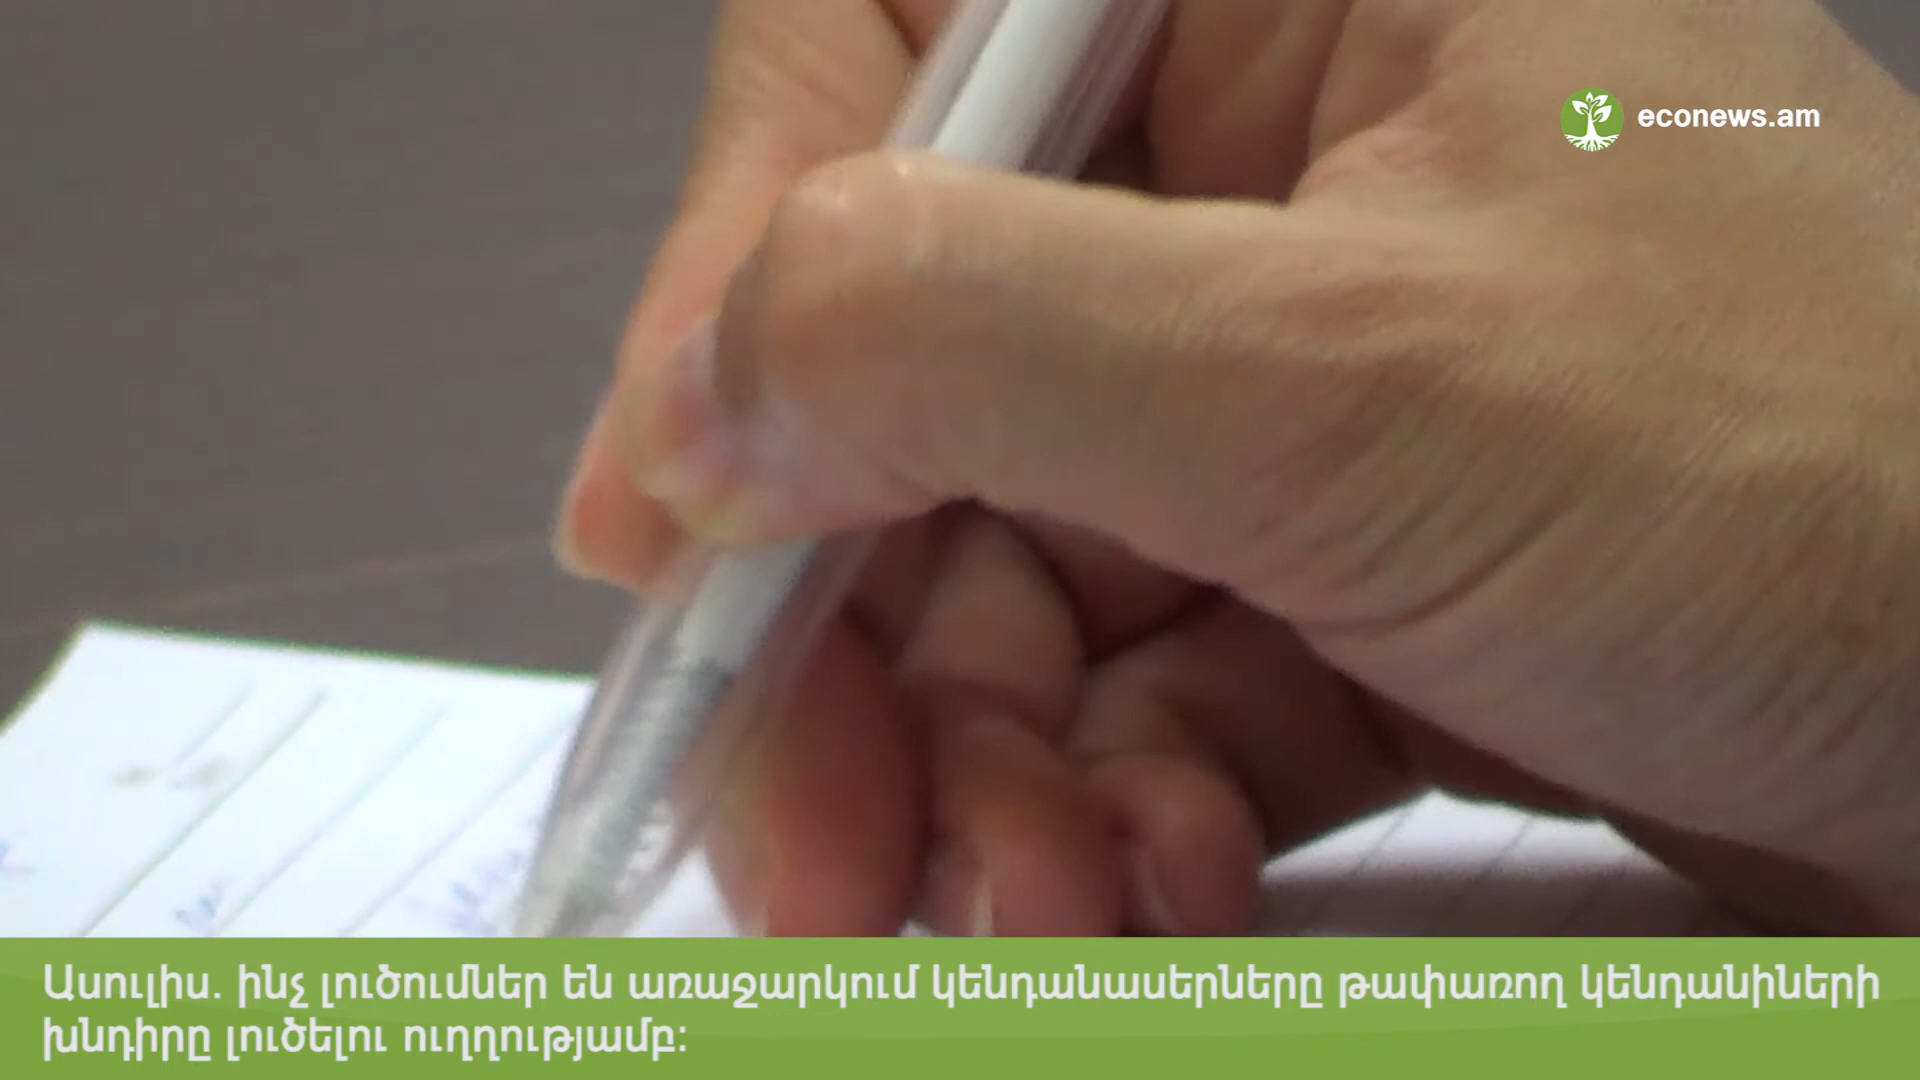 econews.am
Ասուլիս. ինչ լուծումներ են առաջարկում կենդանասերները թափառող կենդանիների
խնդիրը լուծելու ուղղությամբ: